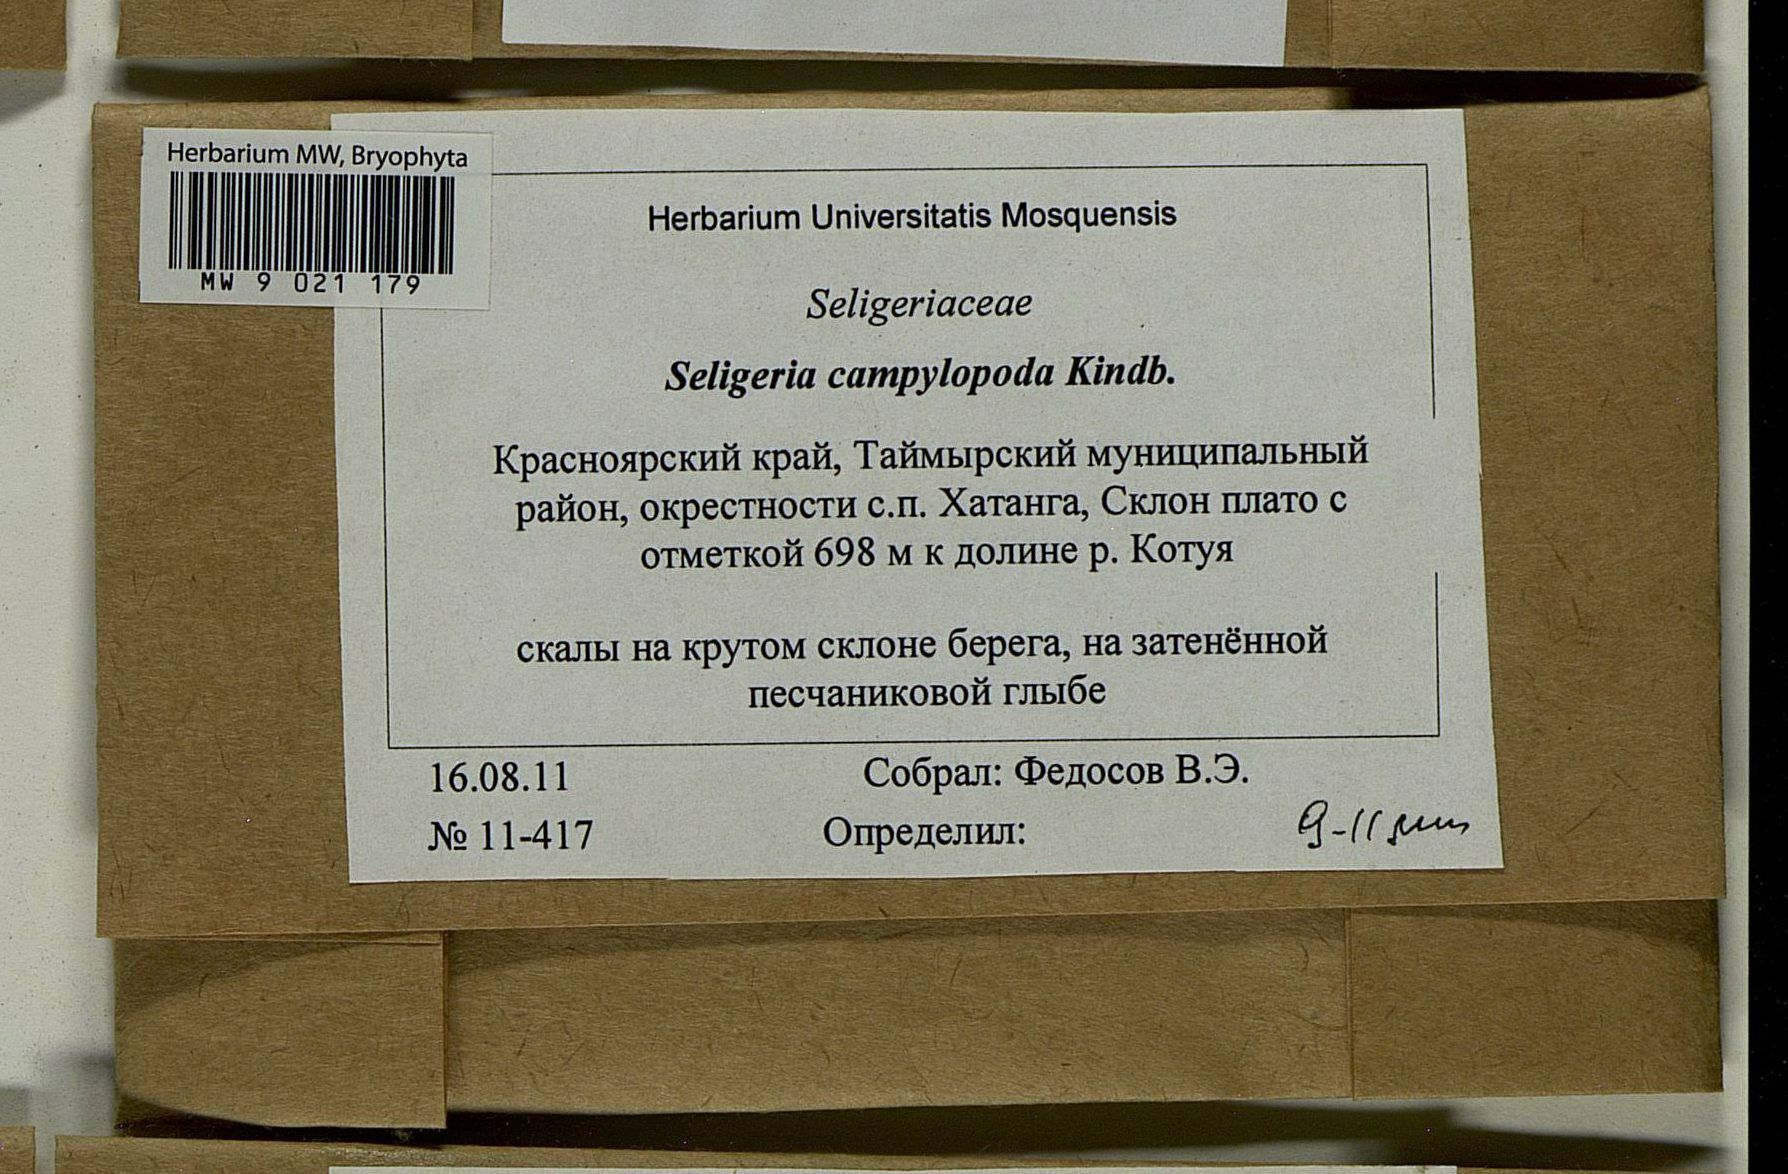 Herbarium MW, Bryophyta
MW 9 021 179
Herbarium Universitatis Mosquensis
Seligeriaceae
Seligeria campylopoda Kindb.
Красноярский край, Таймырский муниципальный
район, окрестности с.п. Хатанга, Склон плато с
отметкой 698 м к долине р. Котуя
скалы на крутом склоне берега, на затенённой
песчаниковой глыбе
16.08.11 Собрал: Федосов В.Э.
№ 11-417 Определил: